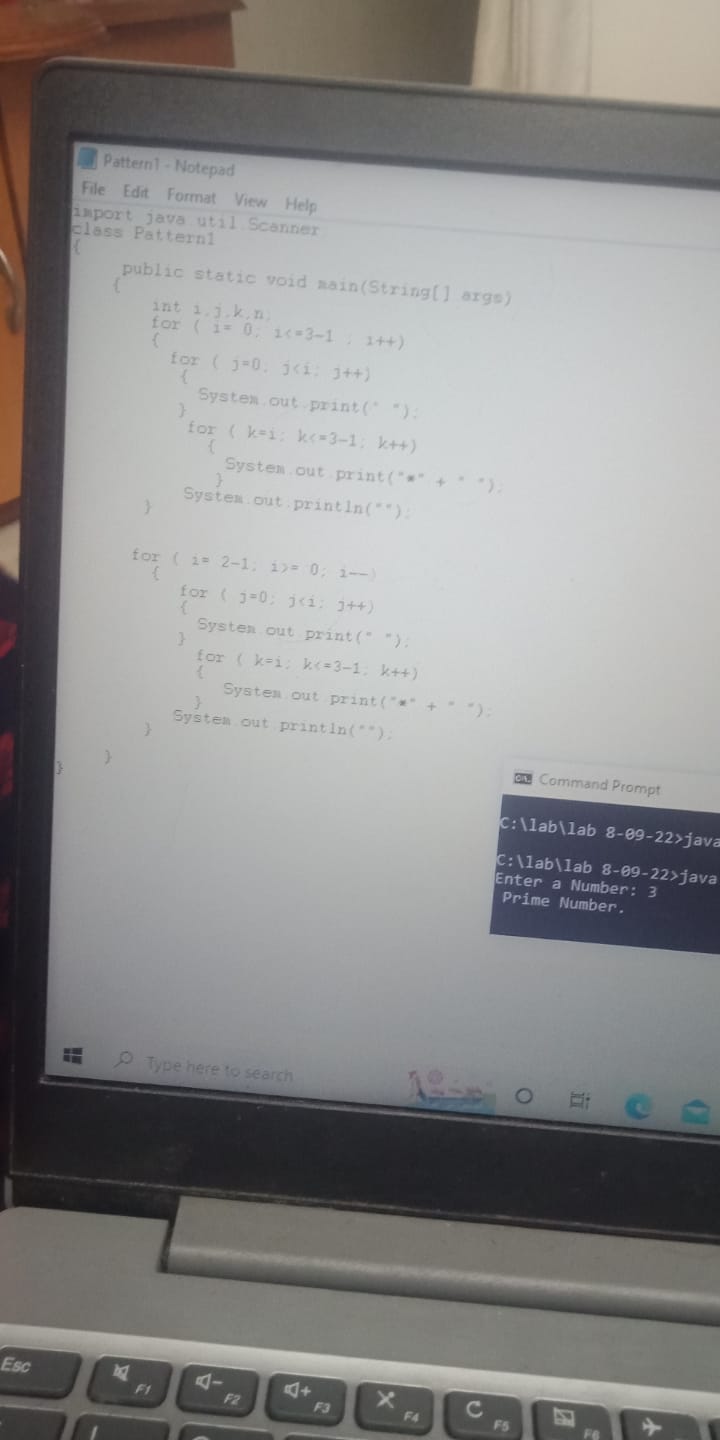 Pattern1 - Notepad
File Edit Format View Help
import java.util.Scanner
class Pattern1
{
public static void main(String[] args)
{
int i,j,k,n;
for ( i= 0; i<=3-1 ; i++)
{
for ( j=0; j<i; j++)
{
System.out.print(" ");
}
for ( k=i; k<=3-1; k++)
{
System.out.print("*" + " ");
}
System.out.println("");
}
for ( i= 2-1; i>= 0; i--)
{
for ( j=0; j<i; j++)
{
System.out.print(" ");
}
for ( k=i; k<=3-1; k++)
{
System.out.print("*" + " ");
}
System.out.println("");
}
}
}
Command Prompt
C:\lab\lab 8-09-22>java
C:\lab\lab 8-09-22>java
Enter a Number: 3
Prime Number.
Type here to search
Esc
F1
F2
F3
F4
F5
F6